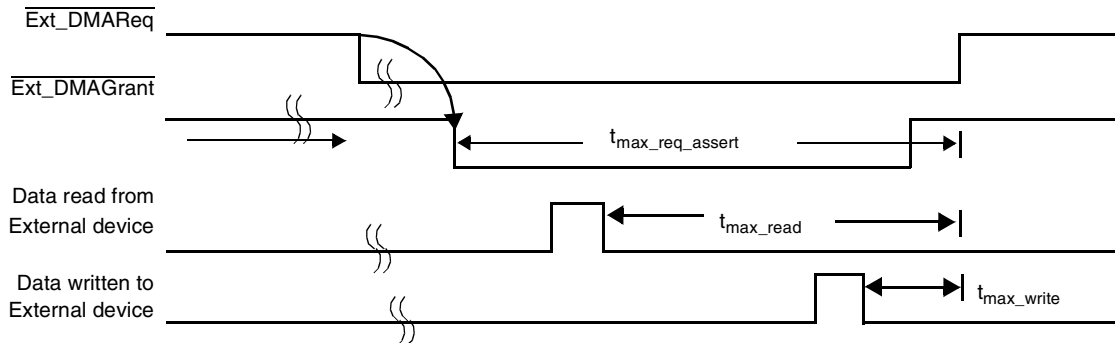 Ext_DMAReq
Ext_DMAGrant
t_max_req_assert
Data read from
External device
t_max_read
Data written to
External device
t_max_write